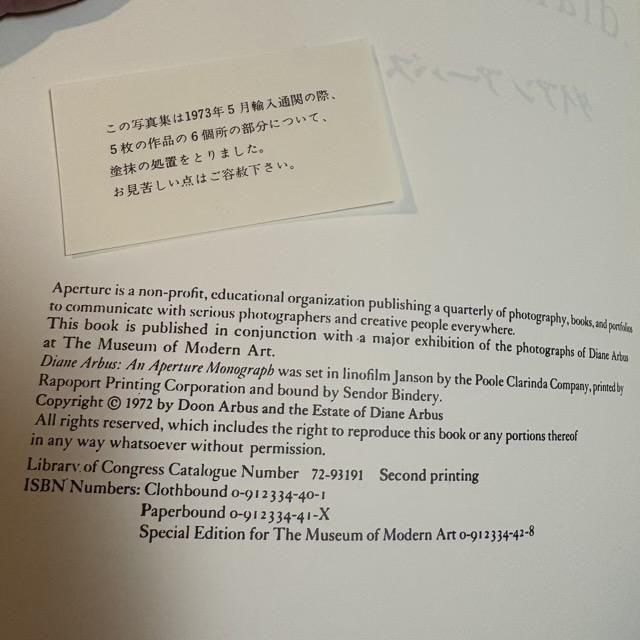 この写真集は1973年5月輸入通関の際、
5枚の作品の6個所の部分について、
塗抹の処置をとりました。
お見苦しい点はご容赦下さい。
Aperture is a non-profit, educational organization publishing a quarterly of photography, books, and portfolios
to communicate with serious photographers and creative people everywhere.
This book is published in conjunction with a major exhibition of the photographs of Diane Arbus
at The Museum of Modern Art.
Diane Arbus: An Aperture Monograph was set in linofilm Janson by the Poole Clarinda Company, printed by
Rapoport Printing Corporation and bound by Sendor Bindery.
Copyright © 1972 by Doon Arbus and the Estate of Diane Arbus
All rights reserved, which includes the right to reproduce this book or any portions thereof
in any way whatsoever without permission.
Library of Congress Catalogue Number 72-93191 Second printing
ISBN Numbers: Clothbound 0-912334-40-1
Paperbound 0-912334-41-X
Special Edition for The Museum of Modern Art 0-912334-42-8